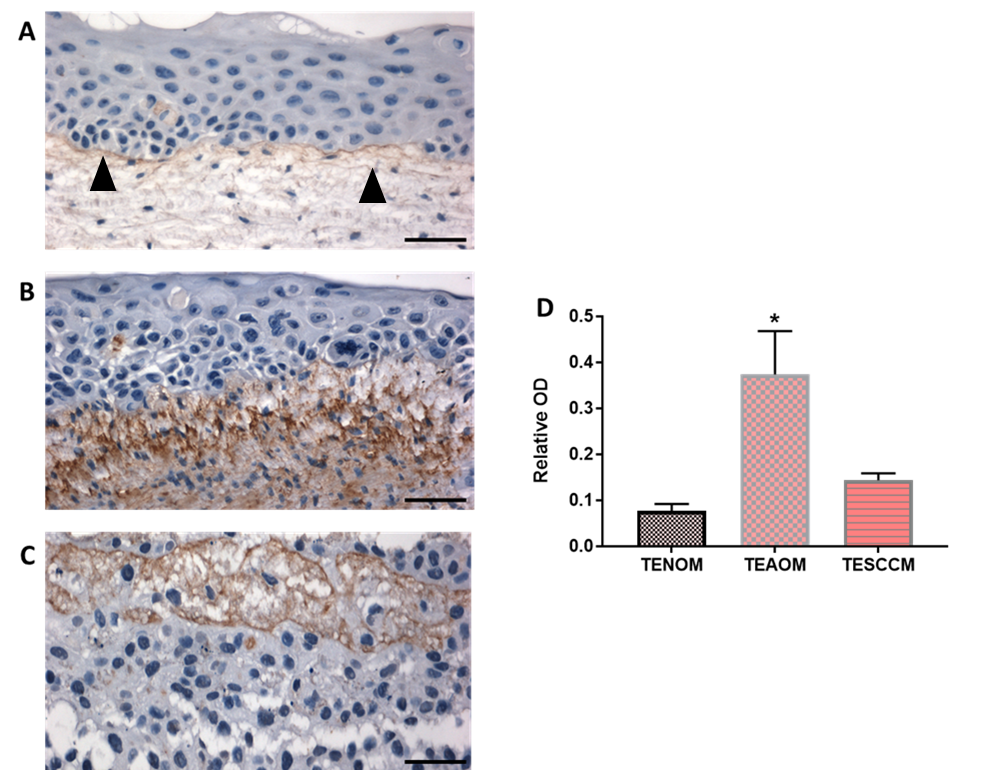 A
B
C
D
*
Relative OD
0.5
0.4
0.3
0.2
0.1
0.0
TENOM TEAOM TESCCM